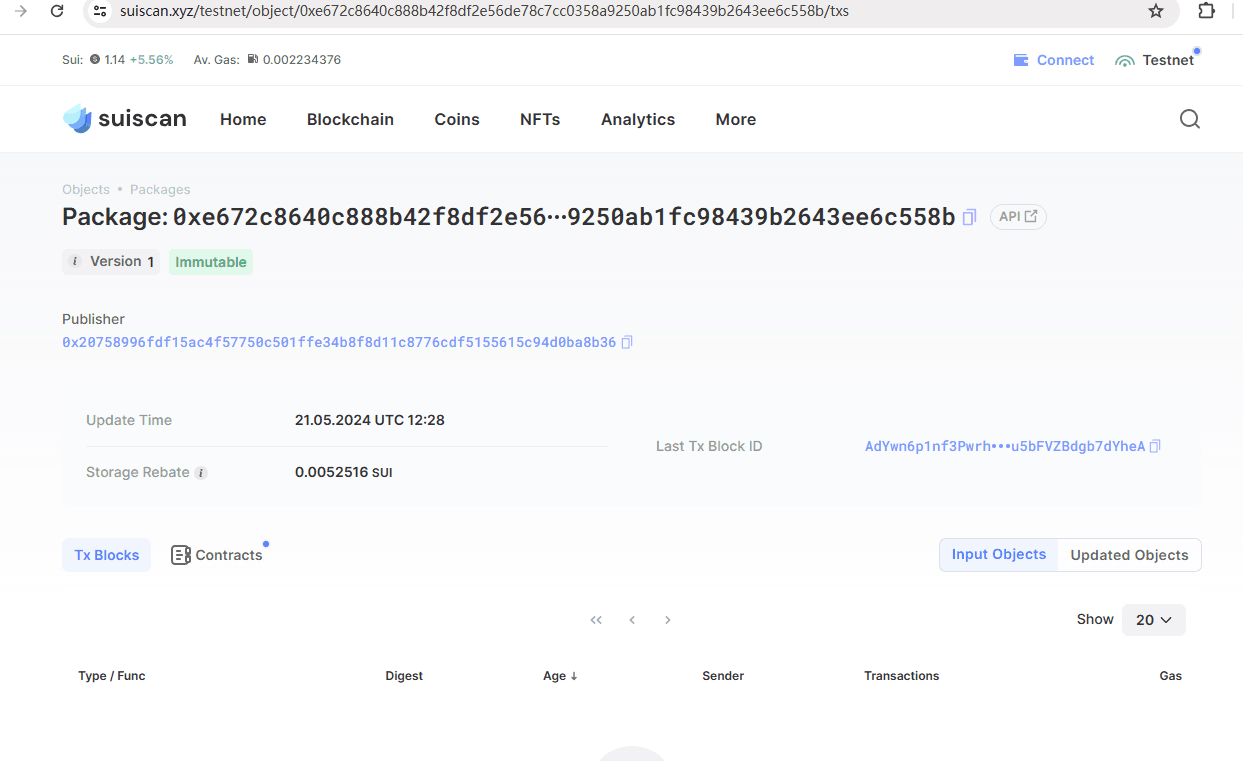 suiscan.xyz/testnet/object/0xe672c8640c888b42f8df2e56de78c7cc0358a9250ab1fc98439b2643ee6c558b/txs
Sui: 1.14 +5.56% Av. Gas: 0.002234376
Connect Testnet
suiscan Home Blockchain Coins NFTs Analytics More
Objects • Packages
Package: 0xe672c8640c888b42f8df2e56···9250ab1fc98439b2643ee6c558b API
i Version 1 Immutable
Publisher
0x20758996fdf15ac4f57750c501ffe34b8f8d11c8776cdf5155615c94d0ba8b36
Update Time 21.05.2024 UTC 12:28
Last Tx Block ID AdYwn6p1nf3Pwrh•••u5bFVZBdgb7dYheA
Storage Rebate i 0.0052516 SUI
Tx Blocks Contracts Input Objects Updated Objects
Show 20
Type / Func Digest Age ↓ Sender Transactions Gas